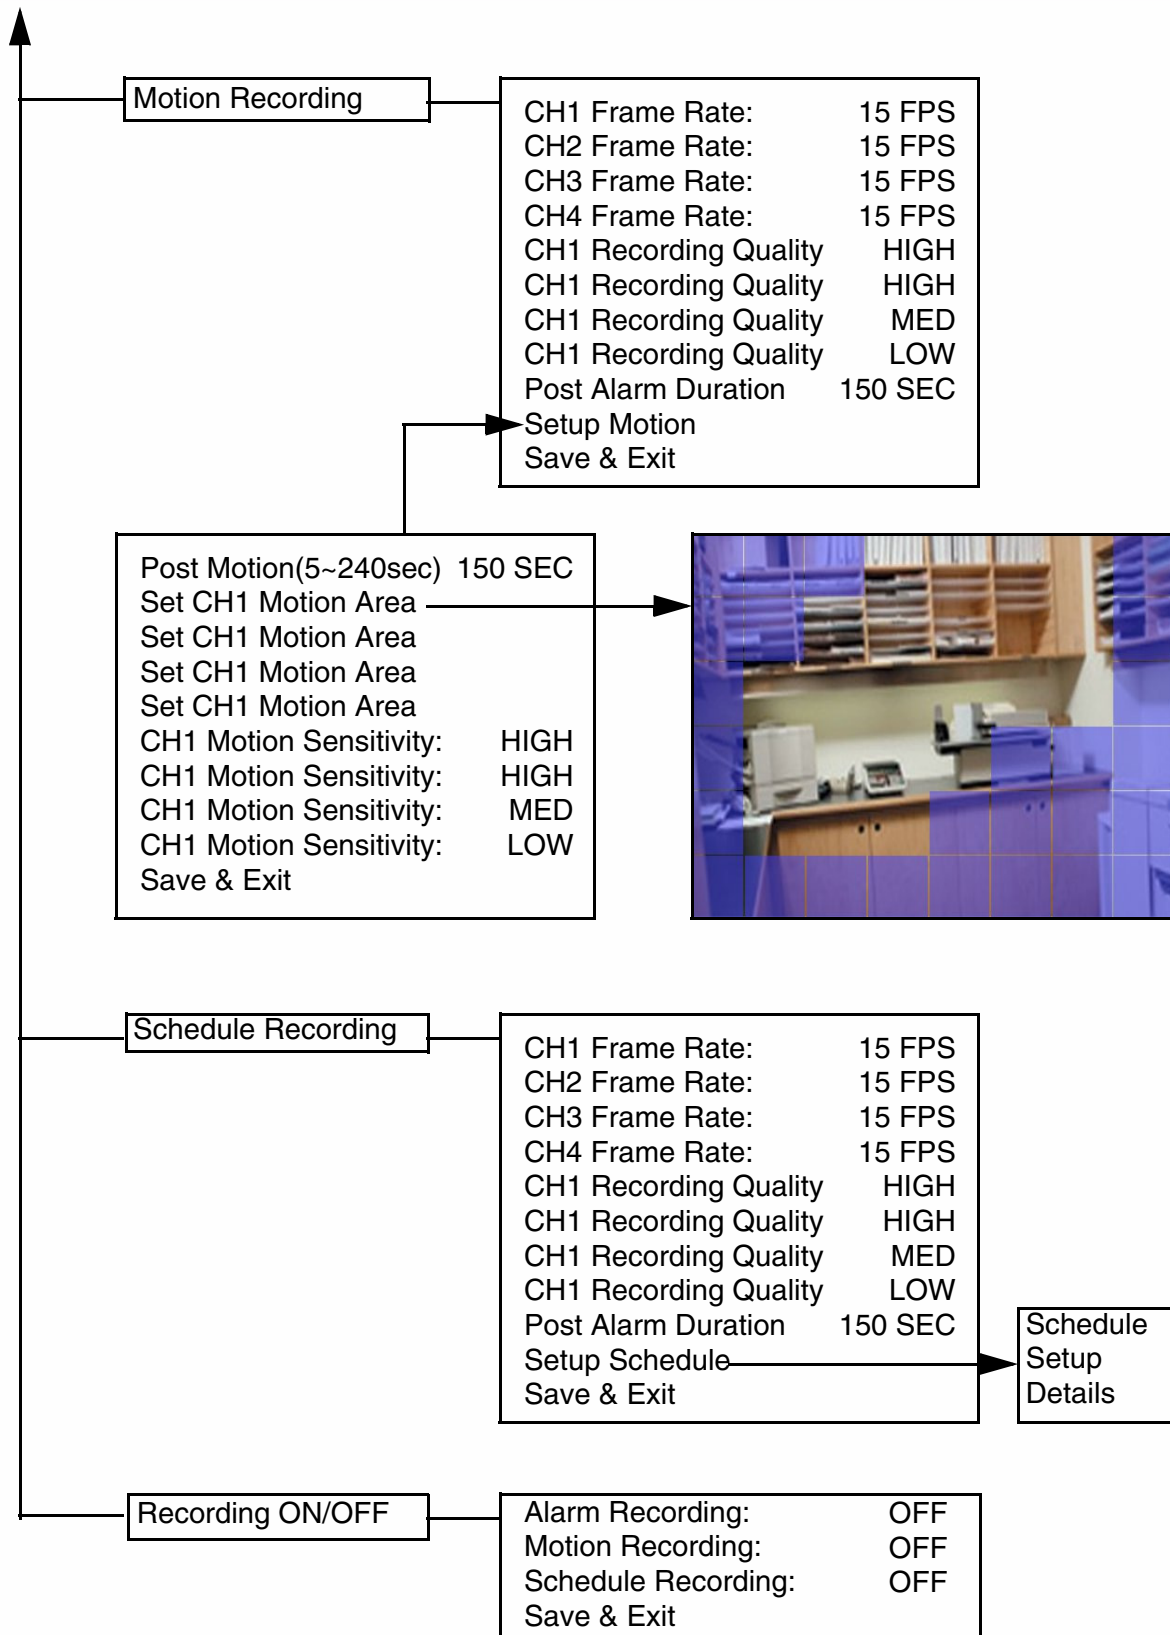 Motion Recording
CH1 Frame Rate: 15 FPS
CH2 Frame Rate: 15 FPS
CH3 Frame Rate: 15 FPS
CH4 Frame Rate: 15 FPS
CH1 Recording Quality HIGH
CH1 Recording Quality HIGH
CH1 Recording Quality MED
CH1 Recording Quality LOW
Post Alarm Duration 150 SEC
Setup Motion
Save & Exit
Post Motion(5~240sec) 150 SEC
Set CH1 Motion Area
Set CH1 Motion Area
Set CH1 Motion Area
Set CH1 Motion Area
CH1 Motion Sensitivity: HIGH
CH1 Motion Sensitivity: HIGH
CH1 Motion Sensitivity: MED
CH1 Motion Sensitivity: LOW
Save & Exit
Schedule Recording
CH1 Frame Rate: 15 FPS
CH2 Frame Rate: 15 FPS
CH3 Frame Rate: 15 FPS
CH4 Frame Rate: 15 FPS
CH1 Recording Quality HIGH
CH1 Recording Quality HIGH
CH1 Recording Quality MED
CH1 Recording Quality LOW
Post Alarm Duration 150 SEC
Setup Schedule
Save & Exit
Schedule
Setup
Details
Recording ON/OFF
Alarm Recording: OFF
Motion Recording: OFF
Schedule Recording: OFF
Save & Exit